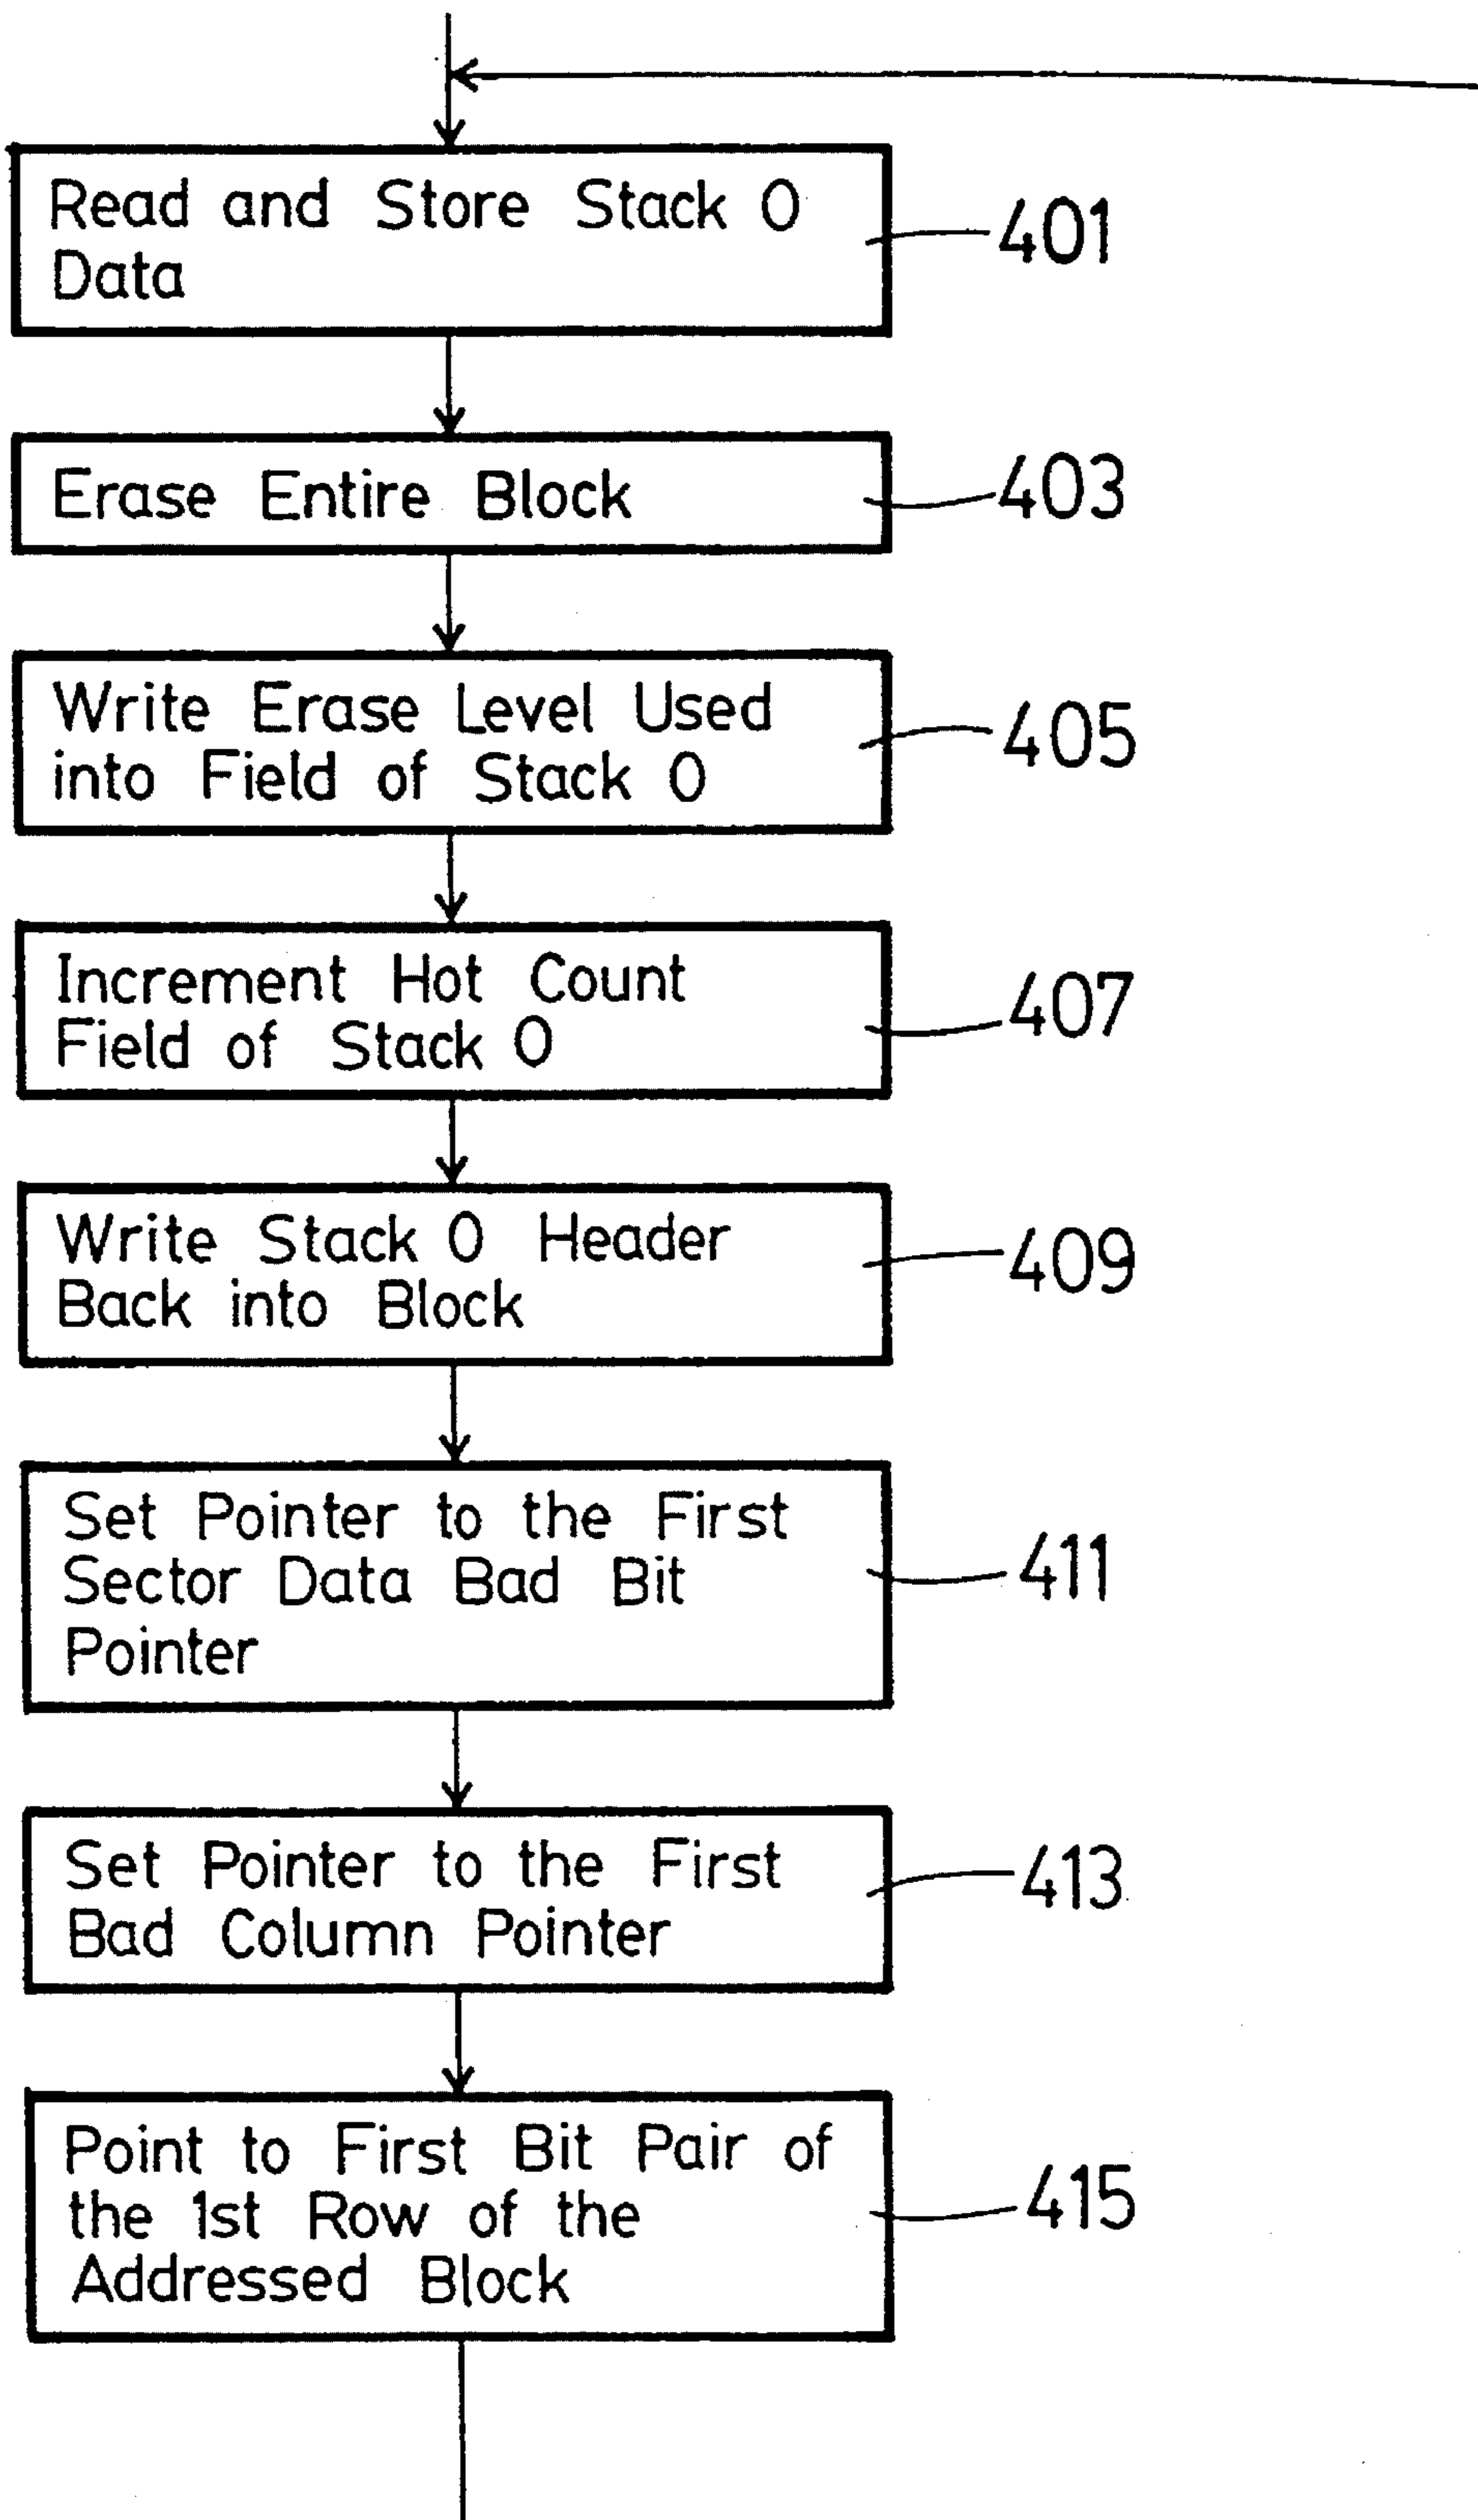 Read and Store Stack 0
Data
401
Erase Entire Block
403
Write Erase Level Used
into Field of Stack 0
405
Increment Hot Count
Field of Stack 0
407
Write Stack 0 Header
Back into Block
409
Set Pointer to the First
Sector Data Bad Bit
Pointer
411
Set Pointer to the First
Bad Column Pointer
413
Point to First Bit Pair of
the 1st Row of the
Addressed Block
415